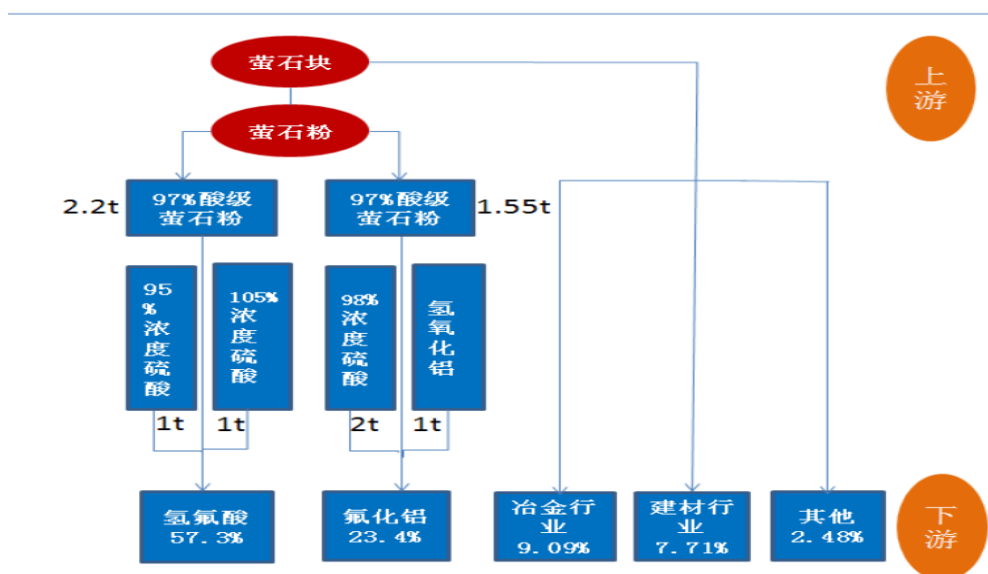 萤石块
上
游
萤石粉
2.2t
97%酸级
萤石粉
97%酸级
萤石粉
1.55t
95
%
浓
度
硫
酸
105%
浓
度
硫
酸
98%
浓
度
硫
酸
氢
氧
化
铝
1t
1t
2t
1t
氢氟酸
57.3%
氟化铝
23.4%
冶金行
业
9.09%
建材行
业
7.71%
其他
2.48%
下
游